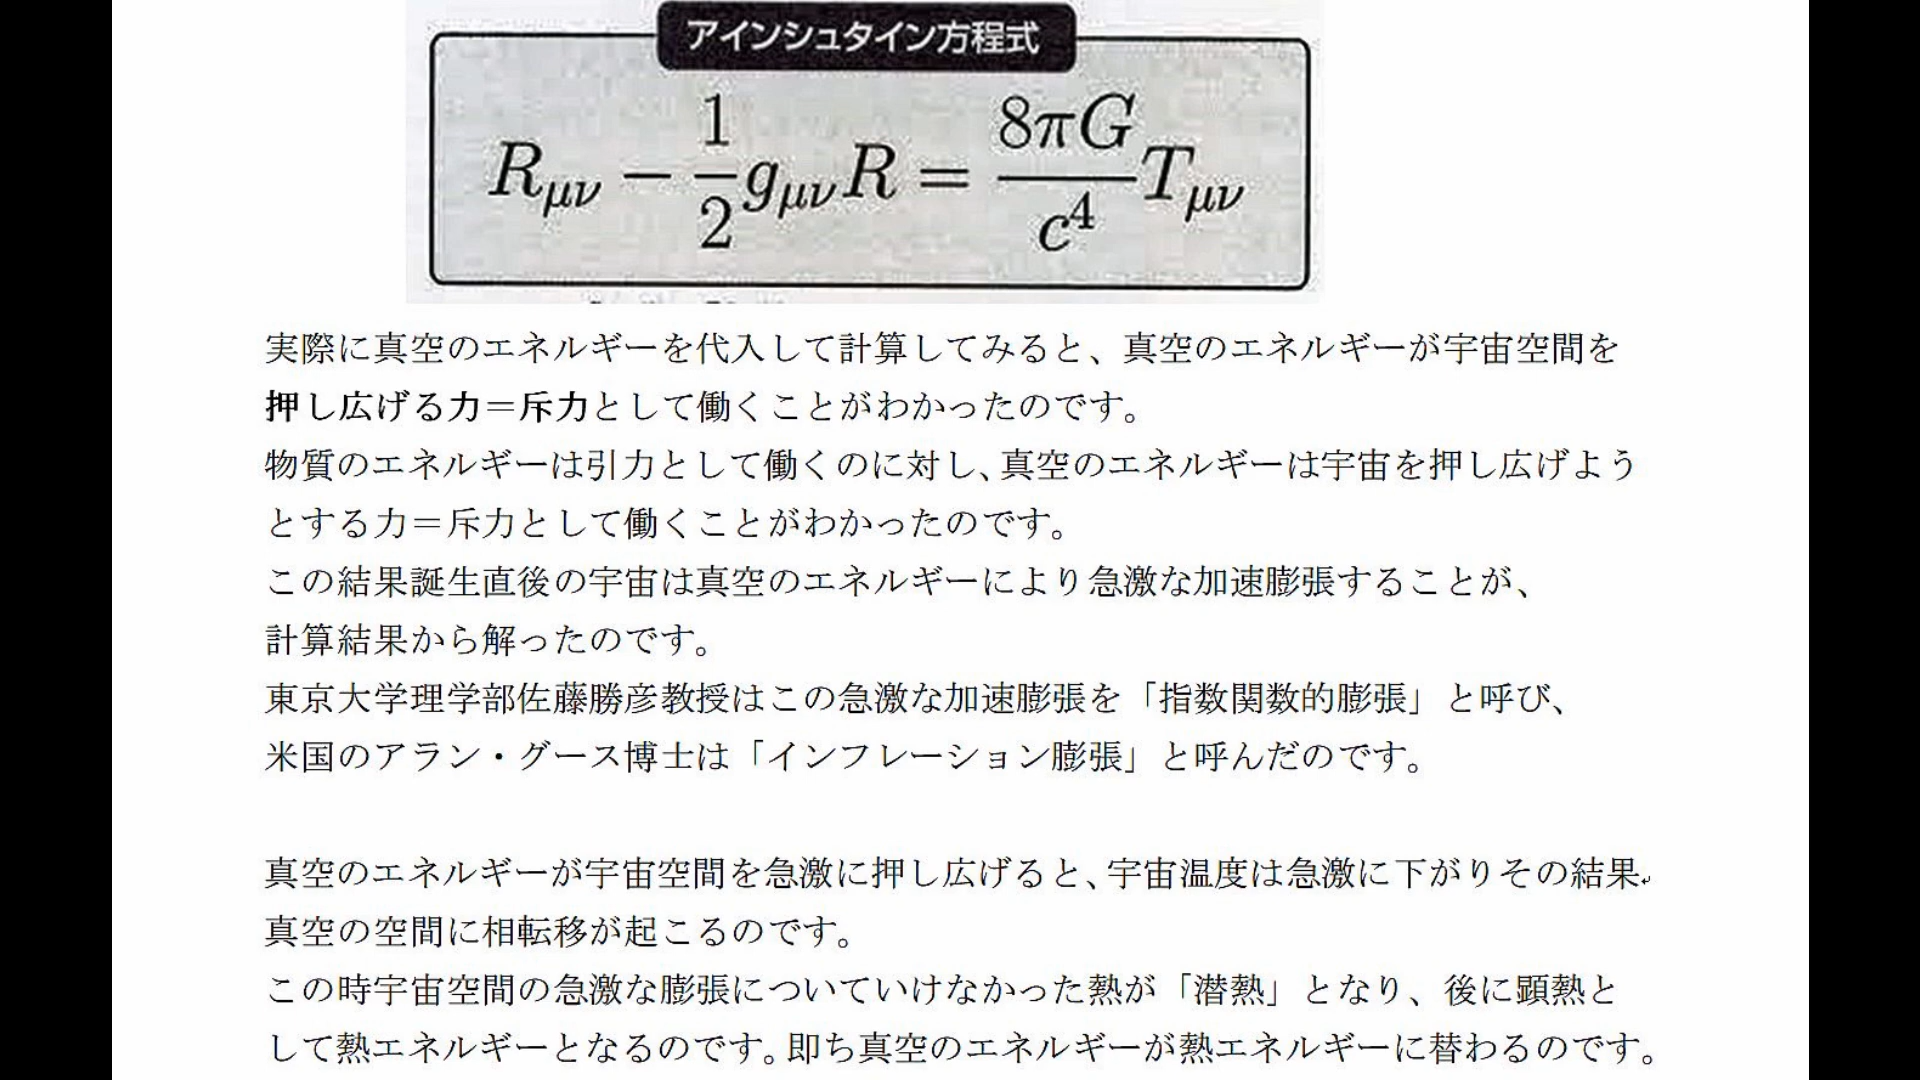 アインシュタイン方程式
Rμν − 1/2 gμν R = 8πG/c⁴ Tμν
実際に真空のエネルギーを代入して計算してみると、真空のエネルギーが宇宙空間を
押し広げる力＝斥力として働くことがわかったのです。
物質のエネルギーは引力として働くのに対し、真空のエネルギーは宇宙を押し広げよう
とする力＝斥力として働くことがわかったのです。
この結果誕生直後の宇宙は真空のエネルギーにより急激な加速膨張することが、
計算結果から解ったのです。
東京大学理学部佐藤勝彦教授はこの急激な加速膨張を「指数関数的膨張」と呼び、
米国のアラン・グース博士は「インフレーション膨張」と呼んだのです。
真空のエネルギーが宇宙空間を急激に押し広げると、宇宙温度は急激に下がりその結果
真空の空間に相転移が起こるのです。
この時宇宙空間の急激な膨張についていけなかった熱が「潜熱」となり、後に顕熱と
して熱エネルギーとなるのです。即ち真空のエネルギーが熱エネルギーに替わるのです。